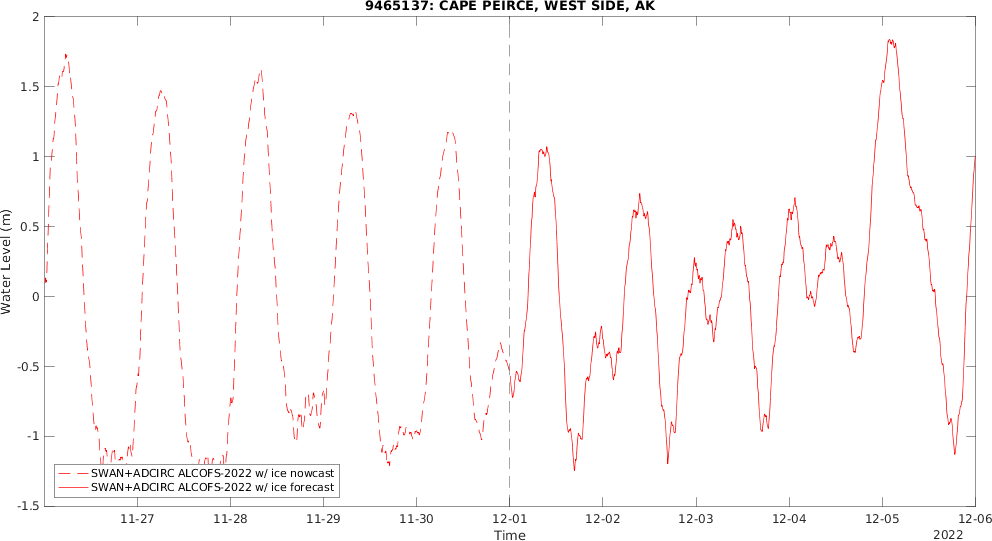 9465137: CAPE PEIRCE, WEST SIDE, AK
Water Level (m)
2
1.5
1
0.5
0
-0.5
-1
-1.5
SWAN+ADCIRC ALCOFS-2022 w/ ice nowcast
SWAN+ADCIRC ALCOFS-2022 w/ ice forecast
11-27 11-28 11-29 11-30 12-01 12-02 12-03 12-04 12-05 12-06
Time
2022